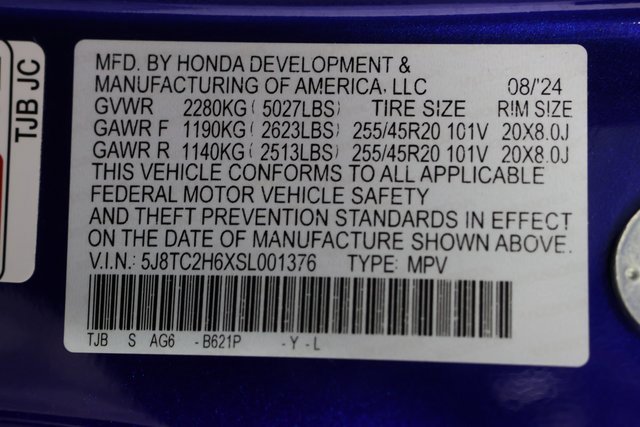 TJB JC
MFD. BY HONDA DEVELOPMENT &
MANUFACTURING OF AMERICA, LLC 08/'24
GVWR 2280KG( 5027LBS) TIRE SIZE RIM SIZE
GAWR F 1190KG( 2623LBS) 255/45R20 101V 20X8.0J
GAWR R 1140KG( 2513LBS) 255/45R20 101V 20X8.0J
THIS VEHICLE CONFORMS TO ALL APPLICABLE
FEDERAL MOTOR VEHICLE SAFETY
AND THEFT PREVENTION STANDARDS IN EFFECT
ON THE DATE OF MANUFACTURE SHOWN ABOVE.
V.I.N.: 5J8TC2H6XSL001376 TYPE: MPV
TJB S AG6 -B621P -Y-L